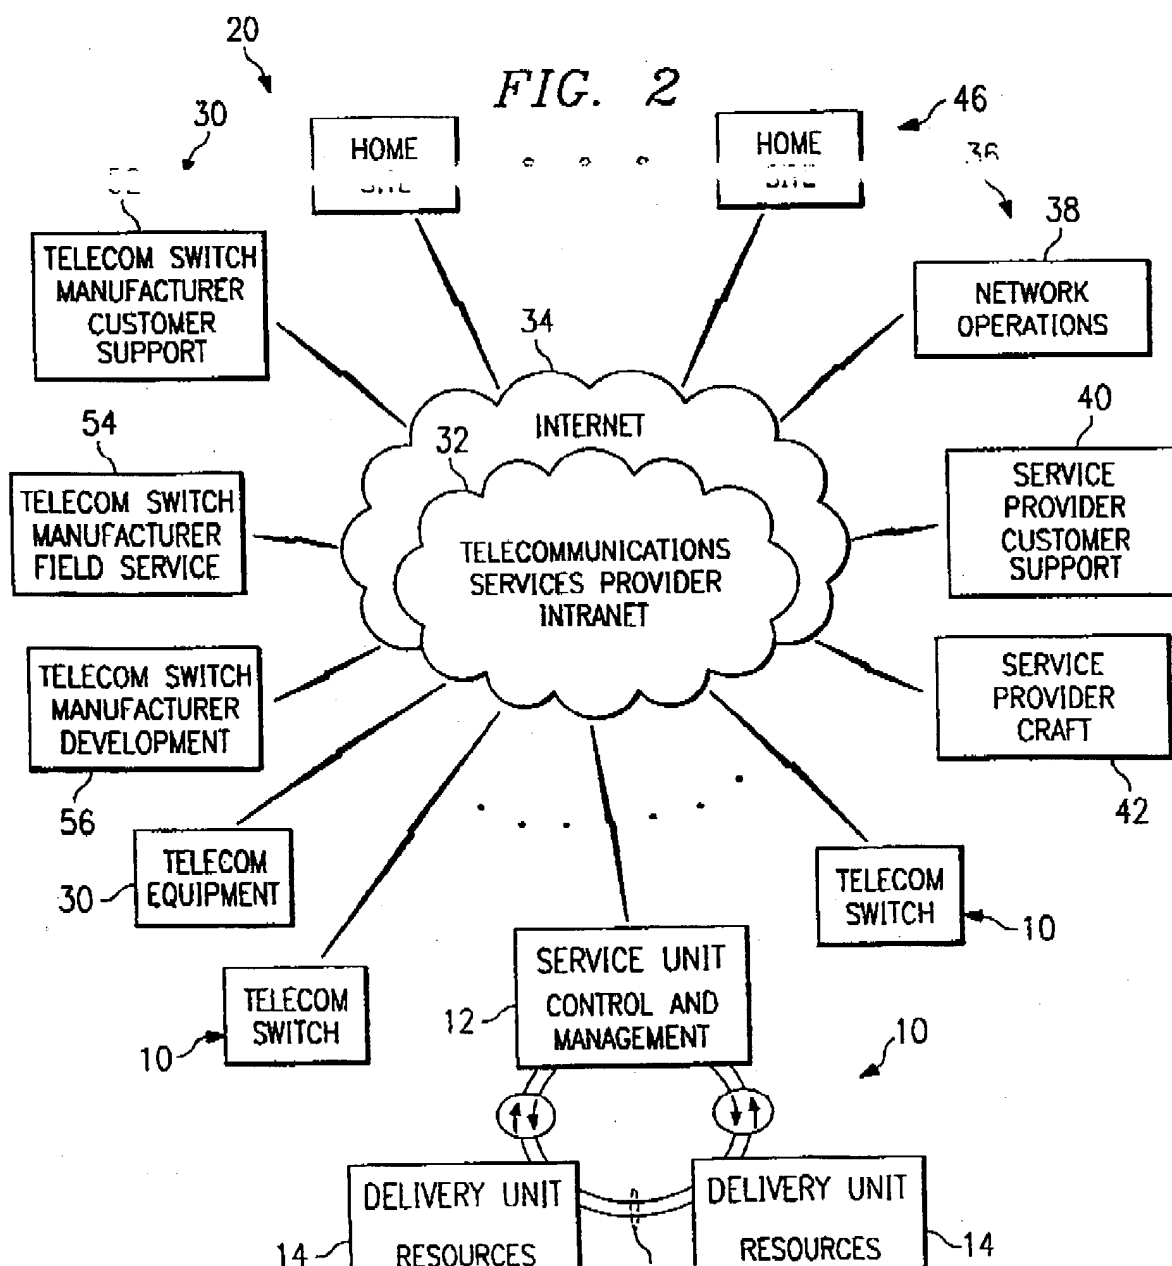 20
FIG. 2
30
46
HOME
HOME
36
38
TELECOM SWITCH
MANUFACTURER
CUSTOMER
SUPPORT
NETWORK
OPERATIONS
34
INTERNET
32
40
54
TELECOM SWITCH
MANUFACTURER
FIELD SERVICE
SERVICE
PROVIDER
CUSTOMER
SUPPORT
TELECOMMUNICATIONS
SERVICES PROVIDER
INTRANET
TELECOM SWITCH
MANUFACTURER
DEVELOPMENT
56
SERVICE
PROVIDER
CRAFT
42
TELECOM
EQUIPMENT
30
TELECOM
SWITCH
10
TELECOM
SWITCH
10
SERVICE UNIT
CONTROL AND
MANAGEMENT
12
10
DELIVERY UNIT
RESOURCES
14
DELIVERY UNIT
RESOURCES
14